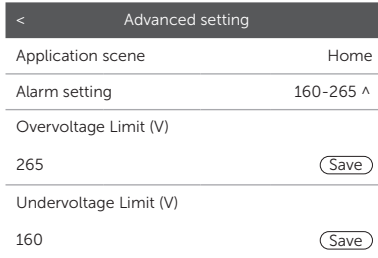 < Advanced setting
Application scene Home
Alarm setting 160-265 ^
Overvoltage Limit (V)
265 Save
Undervoltage Limit (V)
160 Save